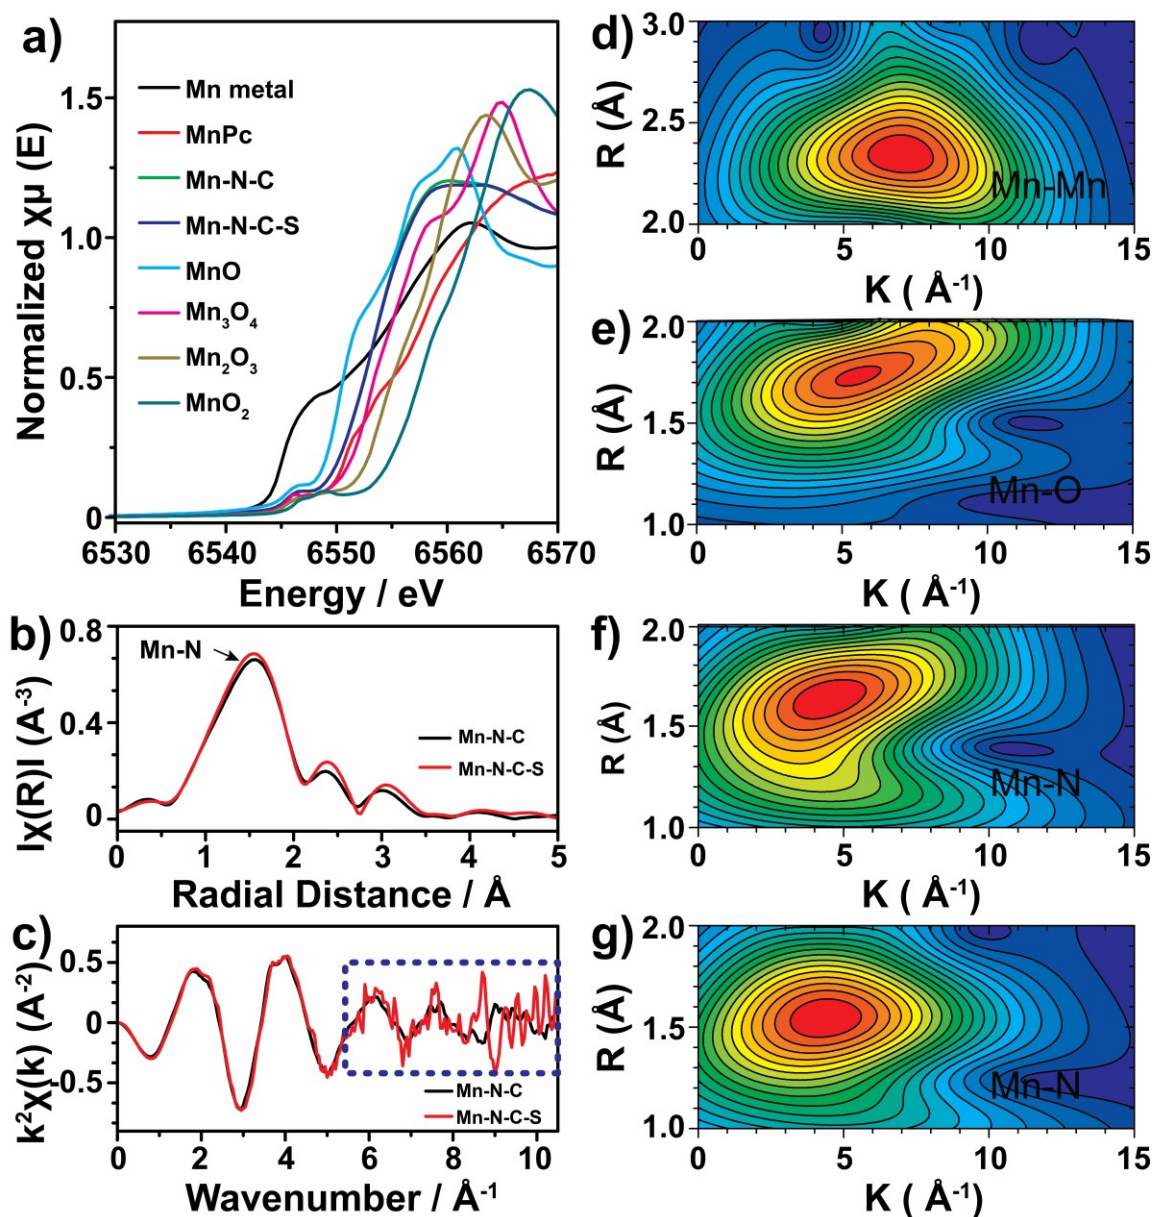 a)
Normalized χμ (E)
1.5
1.0
0.5
0
Mn metal
MnPc
Mn-N-C
Mn-N-C-S
MnO
Mn3O4
Mn2O3
MnO2
6530 6540 6550 6560 6570
Energy / eV
b)
Iχ(R)I (A-3)
0.8
0.4
0
Mn-N
Mn-N-C
Mn-N-C-S
0 1 2 3 4 5
Radial Distance / Å
c)
k2χ(k) (A-2)
0.5
0
-0.5
Mn-N-C
Mn-N-C-S
0 2 4 6 8 10
Wavenumber / Å-1
d)
R (Å)
3.0
2.5
2.0
Mn-Mn
0 5 10 15
K ( Å-1)
e)
R (Å)
2.0
1.5
1.0
Mn-O
0 5 10 15
K ( Å-1)
f)
R (Å)
2.0
1.5
1.0
Mn-N
0 5 10 15
K ( Å-1)
g)
R (Å)
2.0
1.5
1.0
Mn-N
0 5 10 15
K ( Å-1)